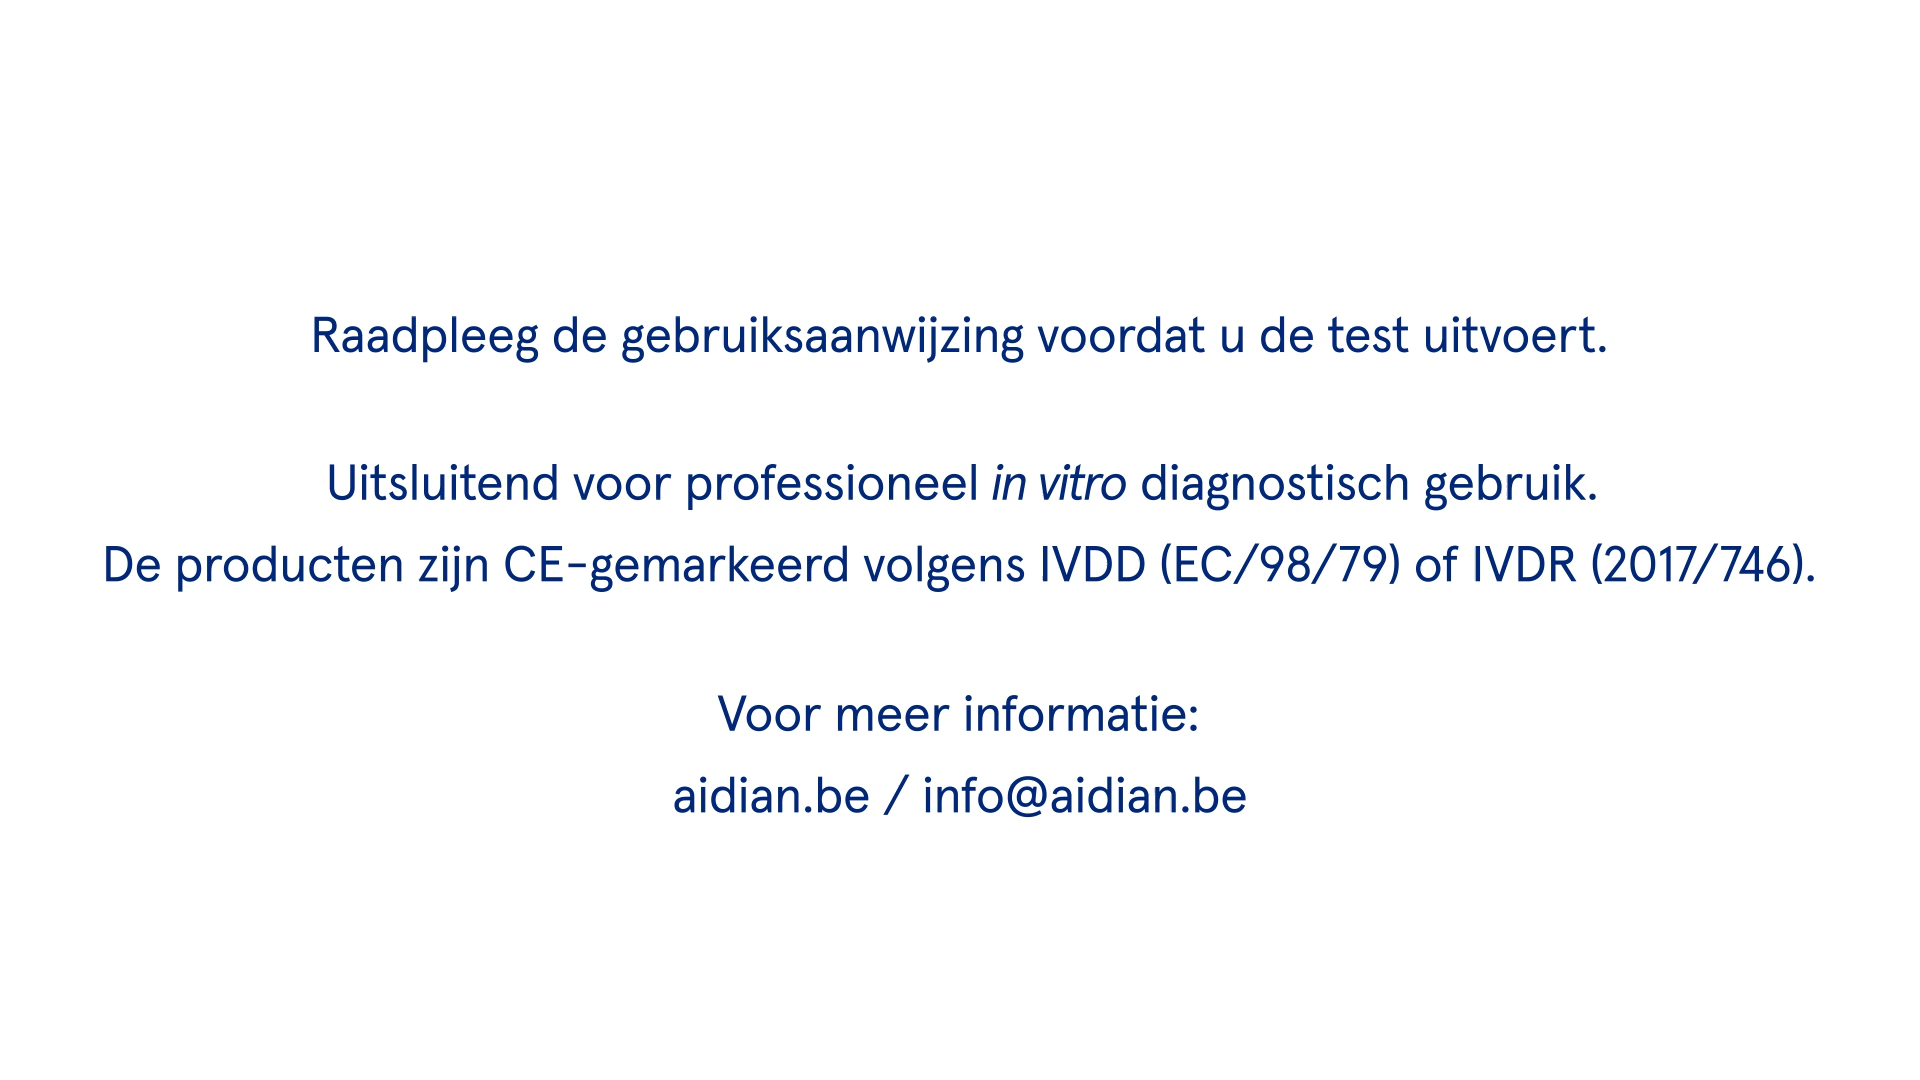 Raadpleeg de gebruiksaanwijzing voordat u de test uitvoert.
Uitsluitend voor professioneel in vitro diagnostisch gebruik.
De producten zijn CE-gemarkeerd volgens IVDD (EC/98/79) of IVDR (2017/746).
Voor meer informatie:
aidian.be / info@aidian.be